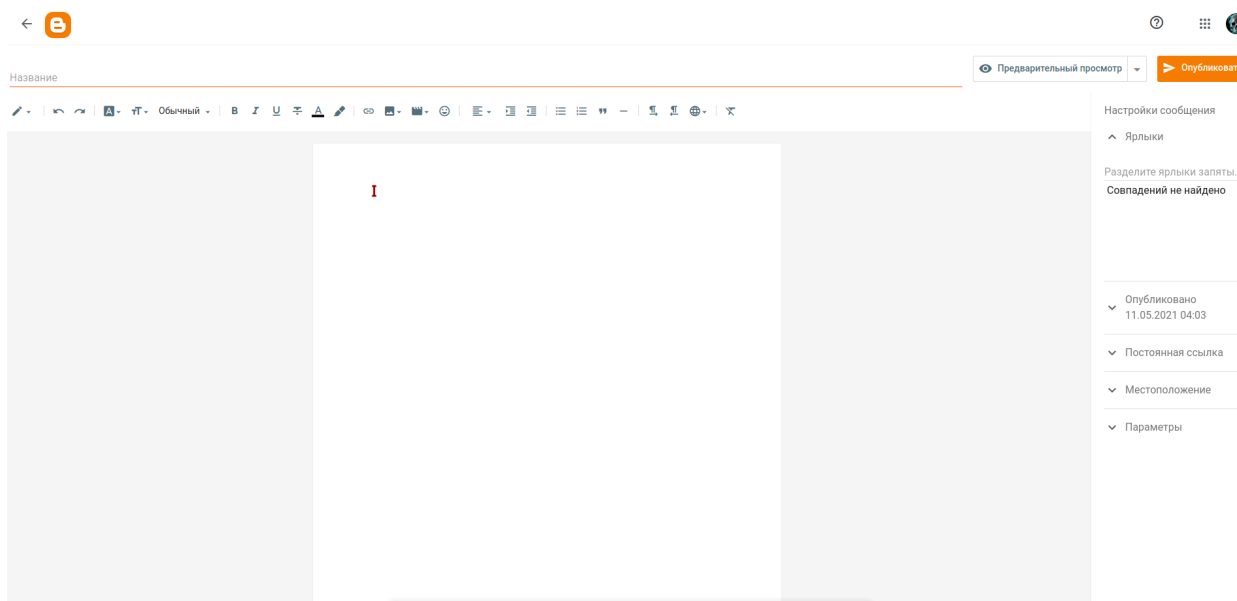 Название
Предварительный просмотр
Опубликоват
Обычный
Настройки сообщения
Ярлыки
Разделите ярлыки запяты.
Совпадений не найдено
Опубликовано
11.05.2021 04:03
Постоянная ссылка
Местоположение
Параметры